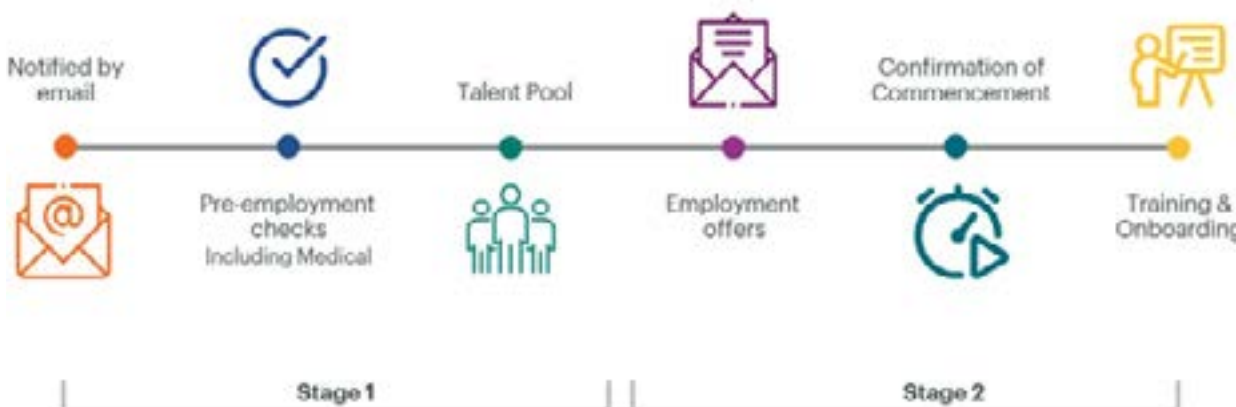 Notified by
email
Pre-employment
checks
Including Medical
Talent Pool
Employment
offers
Confirmation of
Commencement
Training &
Onboarding
Stage 1
Stage 2